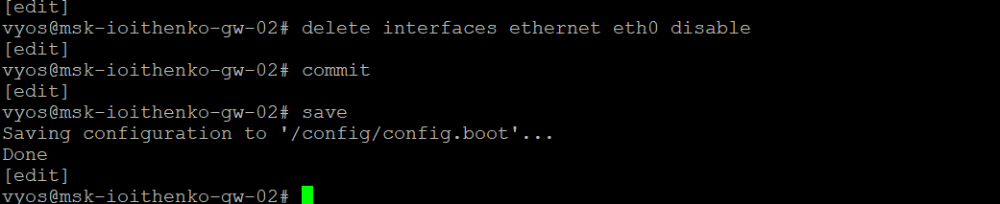 [edit]
vyos@msk-ioithenko-gw-02# delete interfaces ethernet eth0 disable
[edit]
vyos@msk-ioithenko-gw-02# commit
[edit]
vyos@msk-ioithenko-gw-02# save
Saving configuration to '/config/config.boot'...
Done
[edit]
vyos@msk-ioithenko-gw-02#